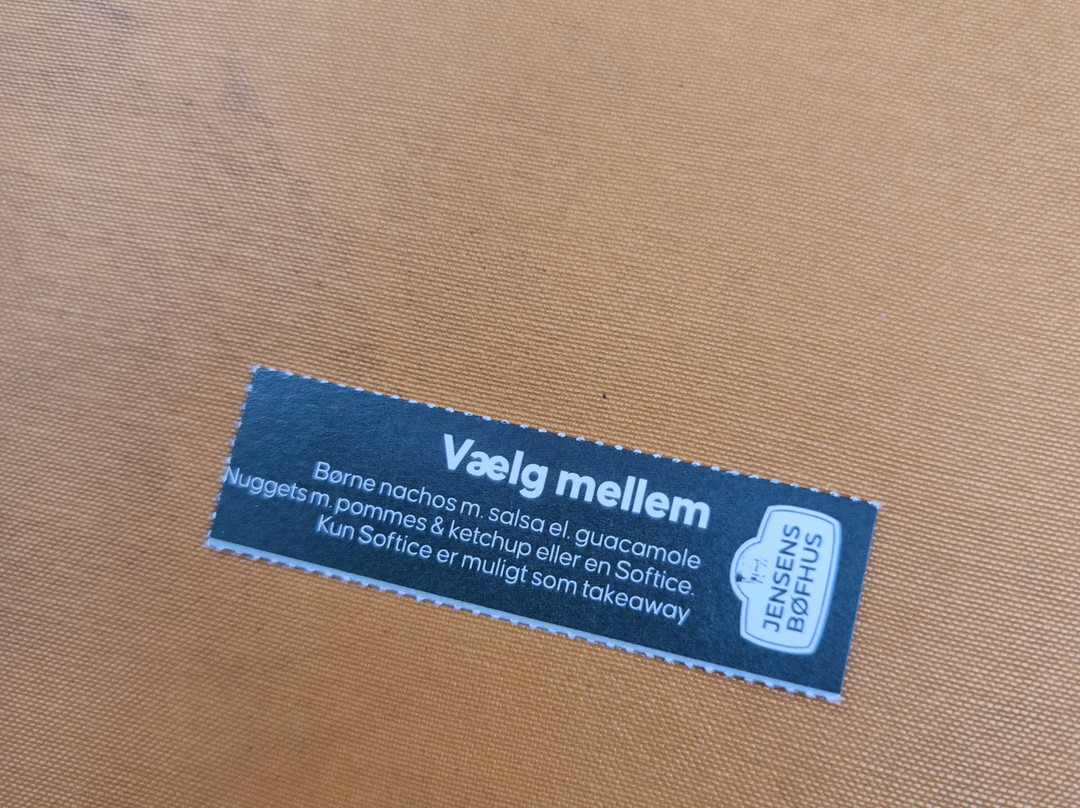 Vælg mellem
Børne nachos m. salsa el. guacamole
Nuggets m. pommes & ketchup eller en Softice.
Kun Softice er muligt som takeaway
JENSENS
BØFHUS